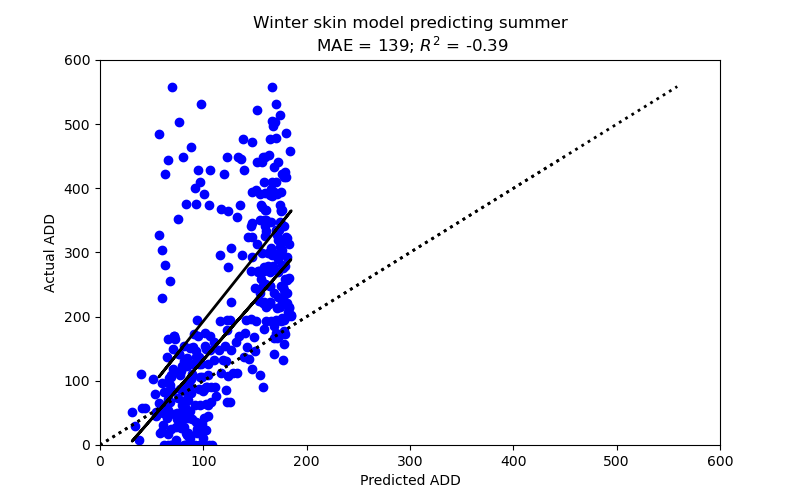 Winter skin model predicting summer
MAE = 139; R² = -0.39
600
500
400
300
200
100
0
Actual ADD
0 100 200 300 400 500 600
Predicted ADD